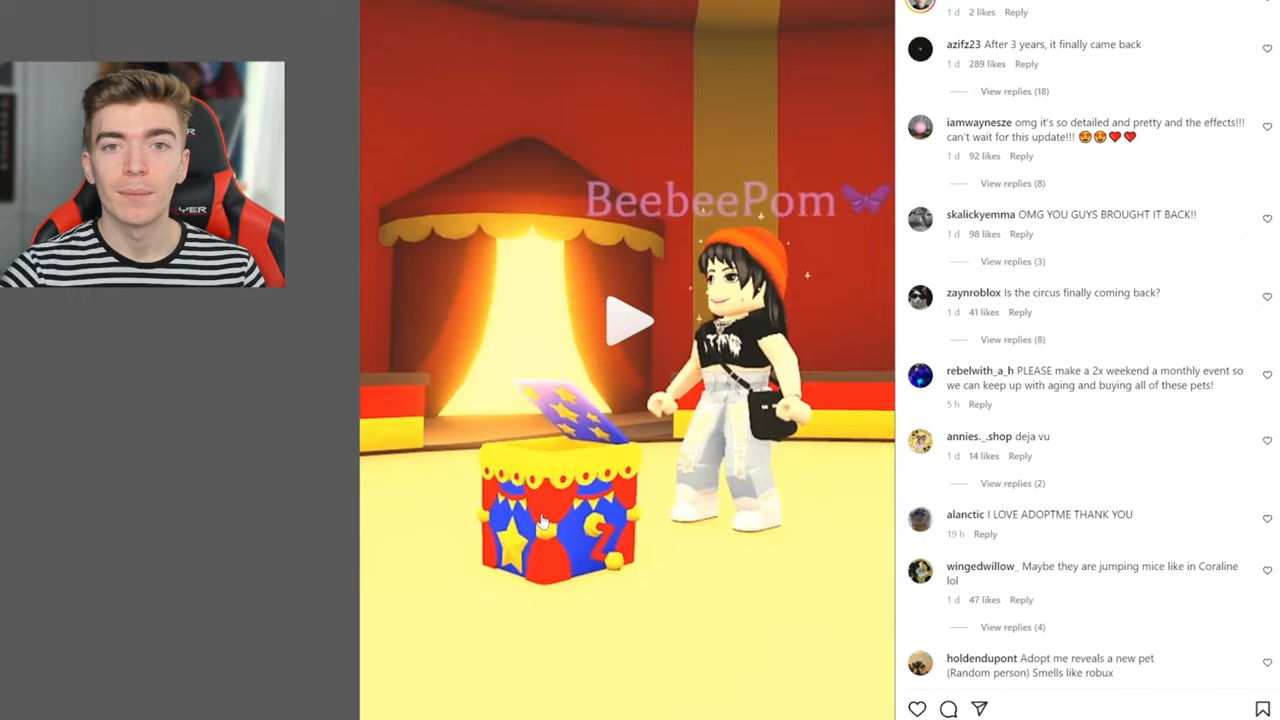 BeebeePom
1 d 2 likes Reply
azifz23 After 3 years, it finally came back
1 d 289 likes Reply
View replies (18)
iamwaynesze omg it's so detailed and pretty and the effects!!!
can't wait for this update!!! 😍😍❤️❤️
1 d 92 likes Reply
View replies (8)
skalickyemma OMG YOU GUYS BROUGHT IT BACK!!
1 d 98 likes Reply
View replies (3)
zaynroblox Is the circus finally coming back?
1 d 41 likes Reply
View replies (8)
rebelwith_a_h PLEASE make a 2x weekend a monthly event so
we can keep up with aging and buying all of these pets!
5 h Reply
annies._.shop deja vu
1 d 14 likes Reply
View replies (2)
alanctic I LOVE ADOPTME THANK YOU
19 h Reply
wingedwillow_ Maybe they are jumping mice like in Coraline
lol
1 d 47 likes Reply
View replies (4)
holdendupont Adopt me reveals a new pet
(Random person) Smells like robux